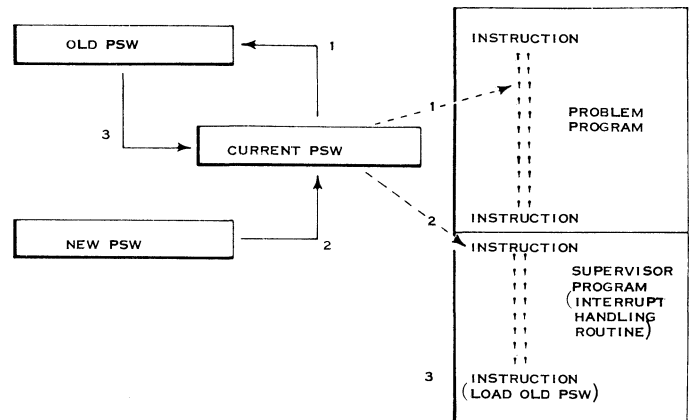 OLD PSW
1
3
CURRENT PSW
NEW PSW
2
1
2
INSTRUCTION
PROBLEM
PROGRAM
INSTRUCTION
INSTRUCTION
SUPERVISOR
PROGRAM
(INTERRUPT
HANDLING
ROUTINE)
3
INSTRUCTION
(LOAD OLD PSW)